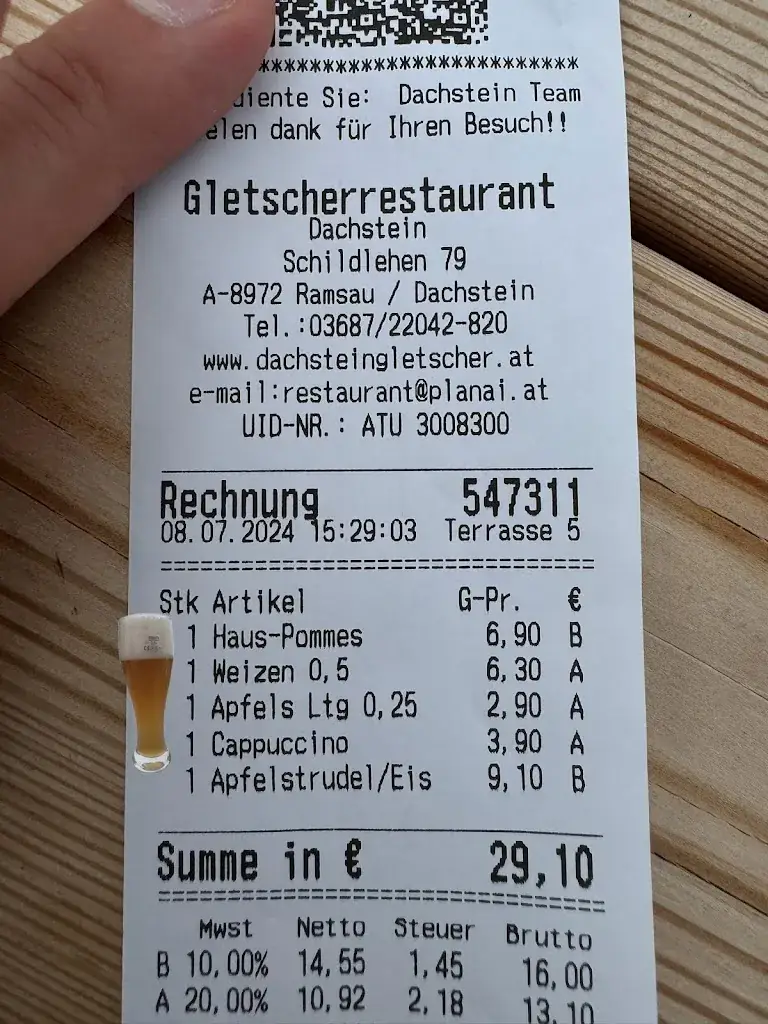 ************************
Sie: Dachstein Team
dank für Ihren Besuch!!
Gletscherrestaurant
Dachstein
Schildlehen 79
A-8972 Ramsau / Dachstein
Tel.:03687/22042-820
www.dachsteingletscher.at
e-mail:restaurant@planai.at
UID-NR.: ATU 3008300
Rechnung 547311
08.07.2024 15:29:03 Terrasse 5
Stk Artikel G-Pr. €
1 Haus-Pommes 6,90 B
1 Weizen 0,5 6,30 A
1 Apfels Ltg 0,25 2,90 A
1 Cappuccino 3,90 A
1 Apfelstrudel/Eis 9,10 B
Summe in € 29,10
Mwst Netto Steuer Brutto
B 10,00% 14,55 1,45 16,00
A 20,00% 10,92 2,18 13,10